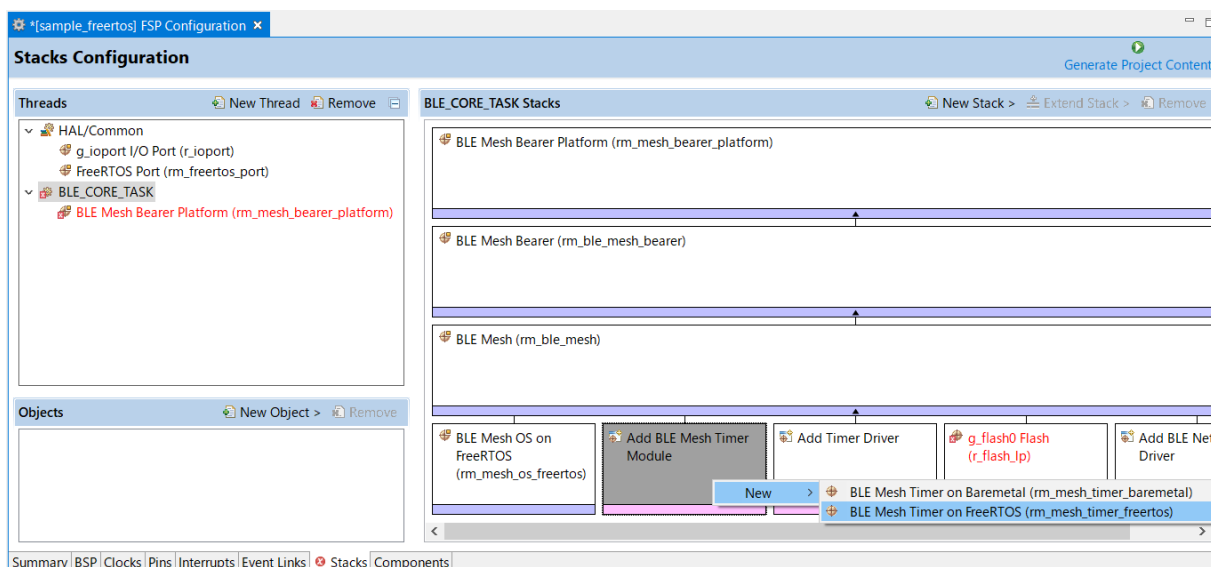 *[sample_freertos] FSP Configuration
Stacks Configuration
Generate Project Content
Threads
New Thread
Remove
HAL/Common
g_ioport I/O Port (r_ioport)
FreeRTOS Port (rm_freertos_port)
BLE_CORE_TASK
BLE Mesh Bearer Platform (rm_mesh_bearer_platform)
Objects
New Object >
Remove
BLE_CORE_TASK Stacks
New Stack >
Extend Stack >
Remove
BLE Mesh Bearer Platform (rm_mesh_bearer_platform)
BLE Mesh Bearer (rm_ble_mesh_bearer)
BLE Mesh (rm_ble_mesh)
BLE Mesh OS on
FreeRTOS
(rm_mesh_os_freertos)
Add BLE Mesh Timer
Module
Add Timer Driver
g_flash0 Flash
(r_flash_lp)
Add BLE Net
Driver
New
BLE Mesh Timer on Baremetal (rm_mesh_timer_baremetal)
BLE Mesh Timer on FreeRTOS (rm_mesh_timer_freertos)
Summary BSP Clocks Pins Interrupts Event Links Stacks Components